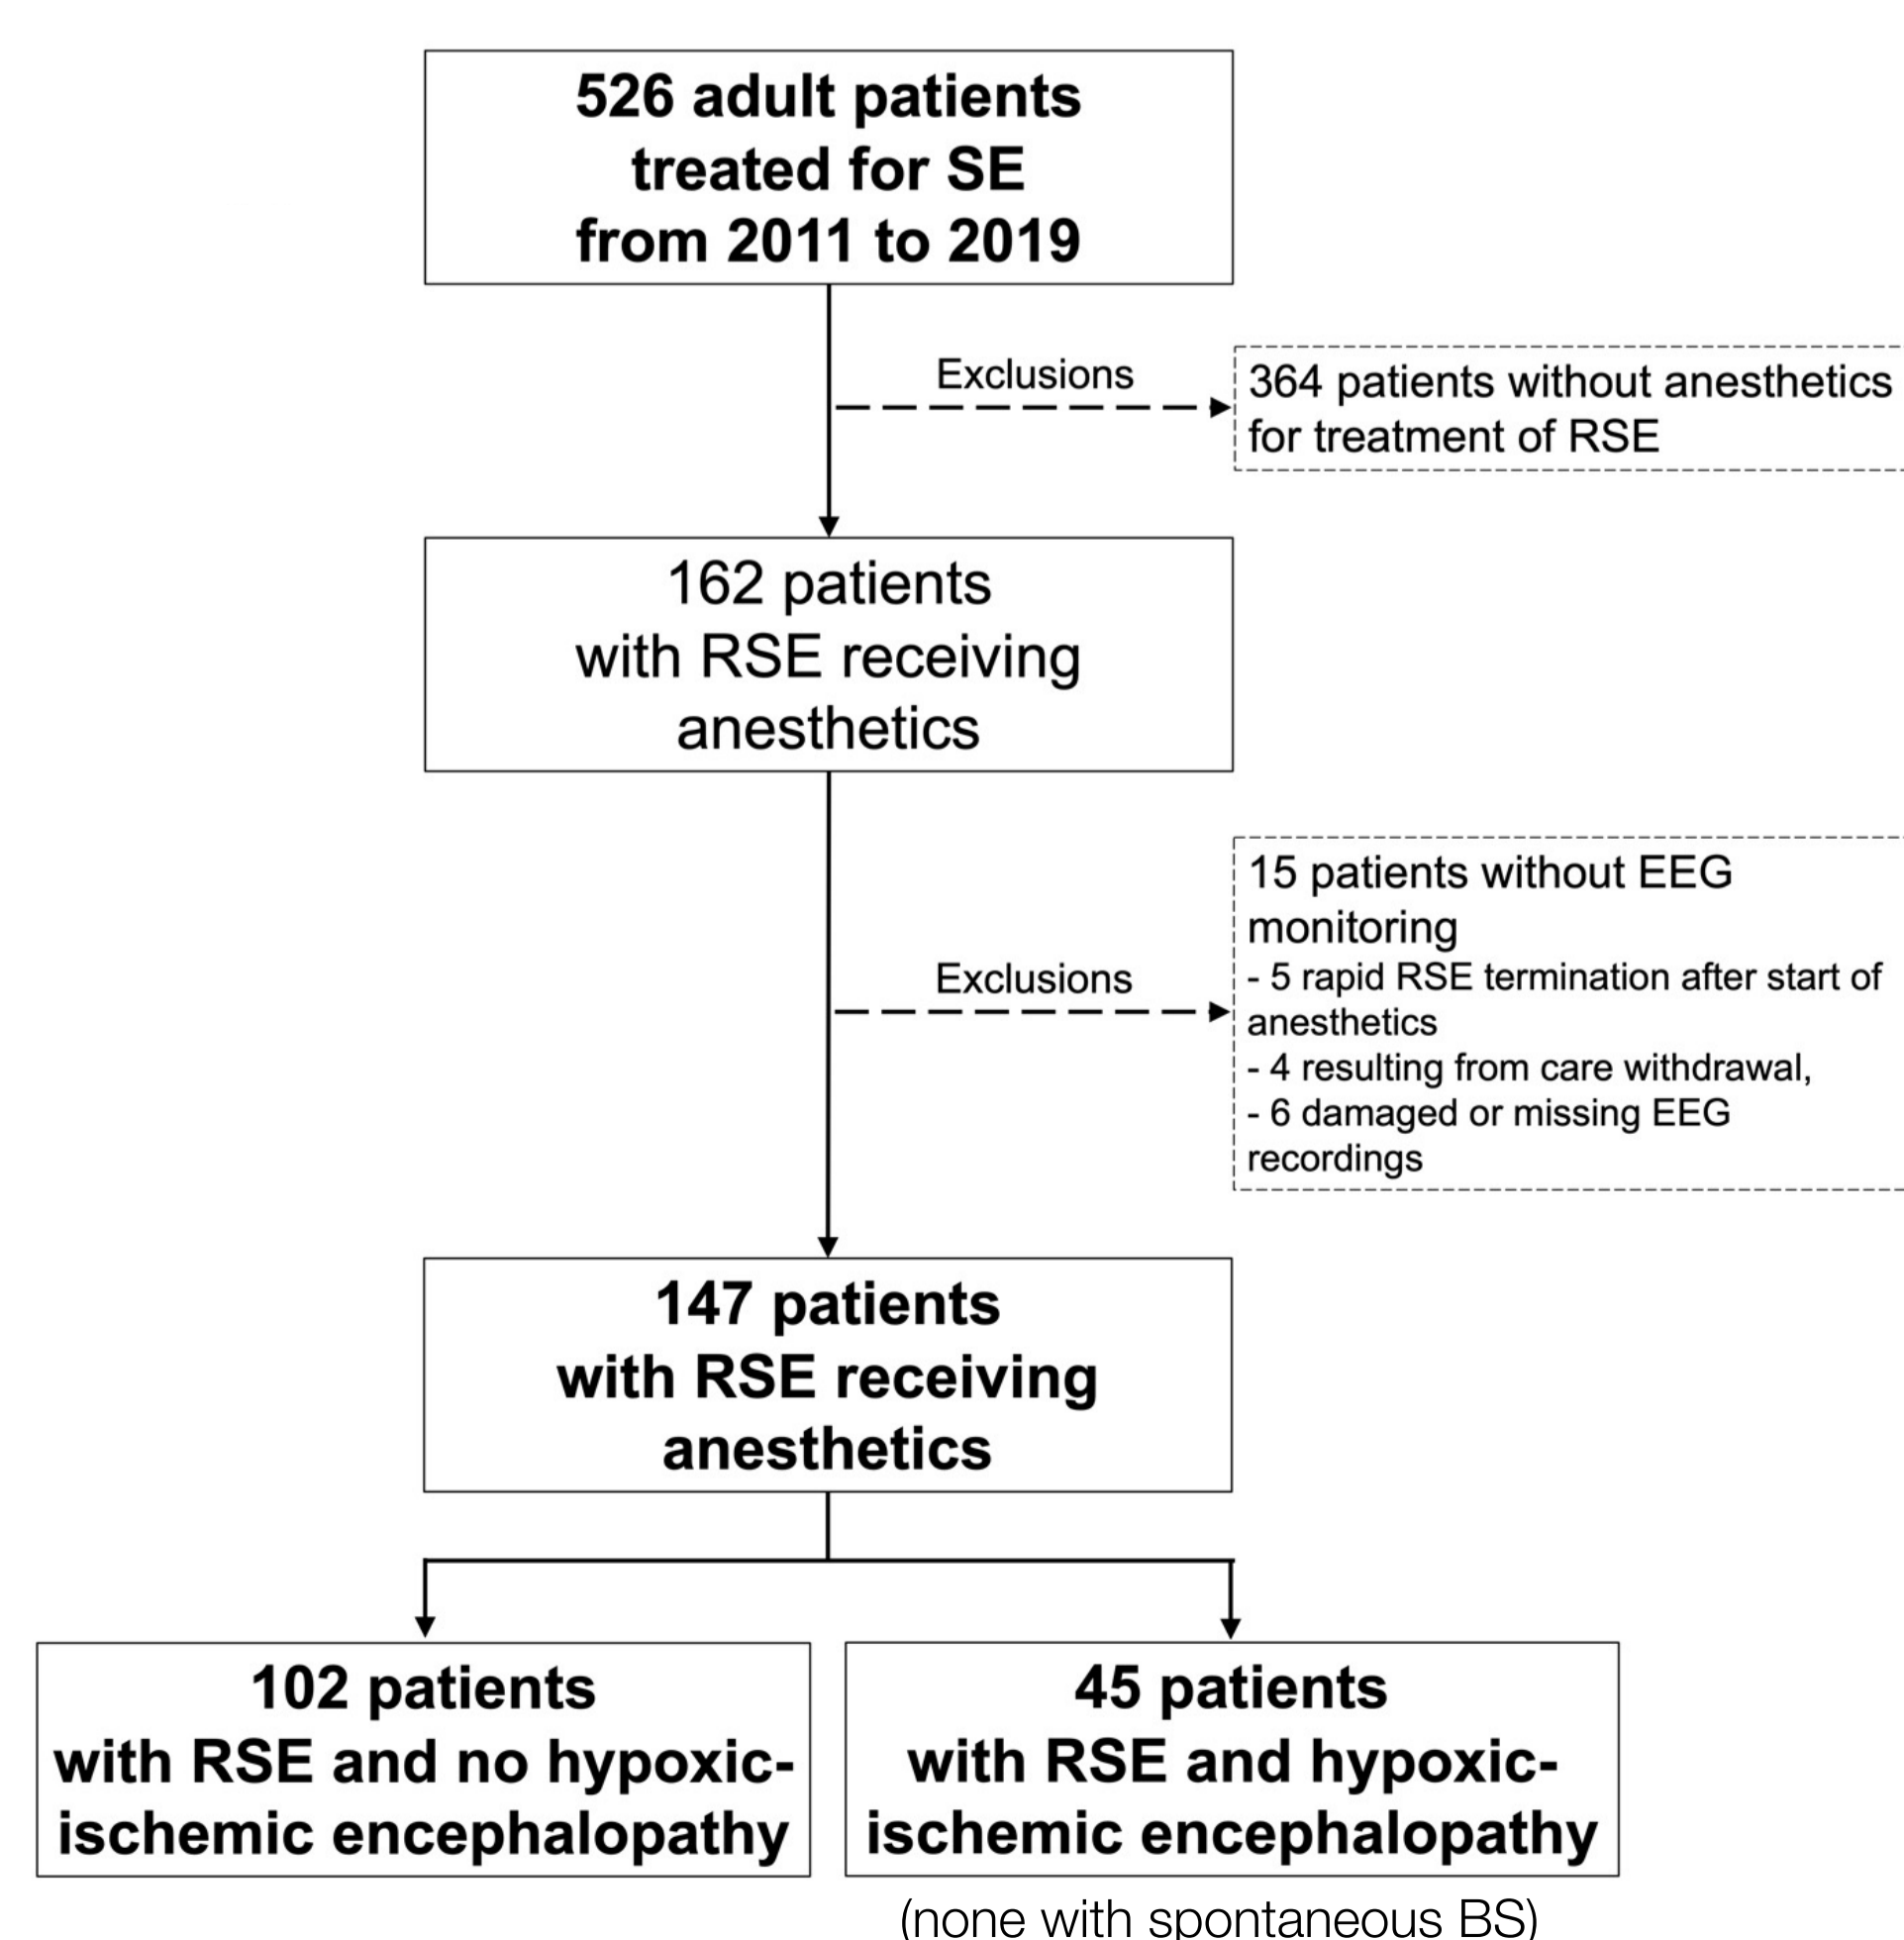 526 adult patients
treated for SE
from 2011 to 2019
Exclusions
364 patients without anesthetics
for treatment of RSE
162 patients
with RSE receiving
anesthetics
Exclusions
15 patients without EEG
monitoring
- 5 rapid RSE termination after start of
anesthetics
- 4 resulting from care withdrawal,
- 6 damaged or missing EEG
recordings
147 patients
with RSE receiving
anesthetics
102 patients
with RSE and no hypoxic-
ischemic encephalopathy
45 patients
with RSE and hypoxic-
ischemic encephalopathy
(none with spontaneous BS)